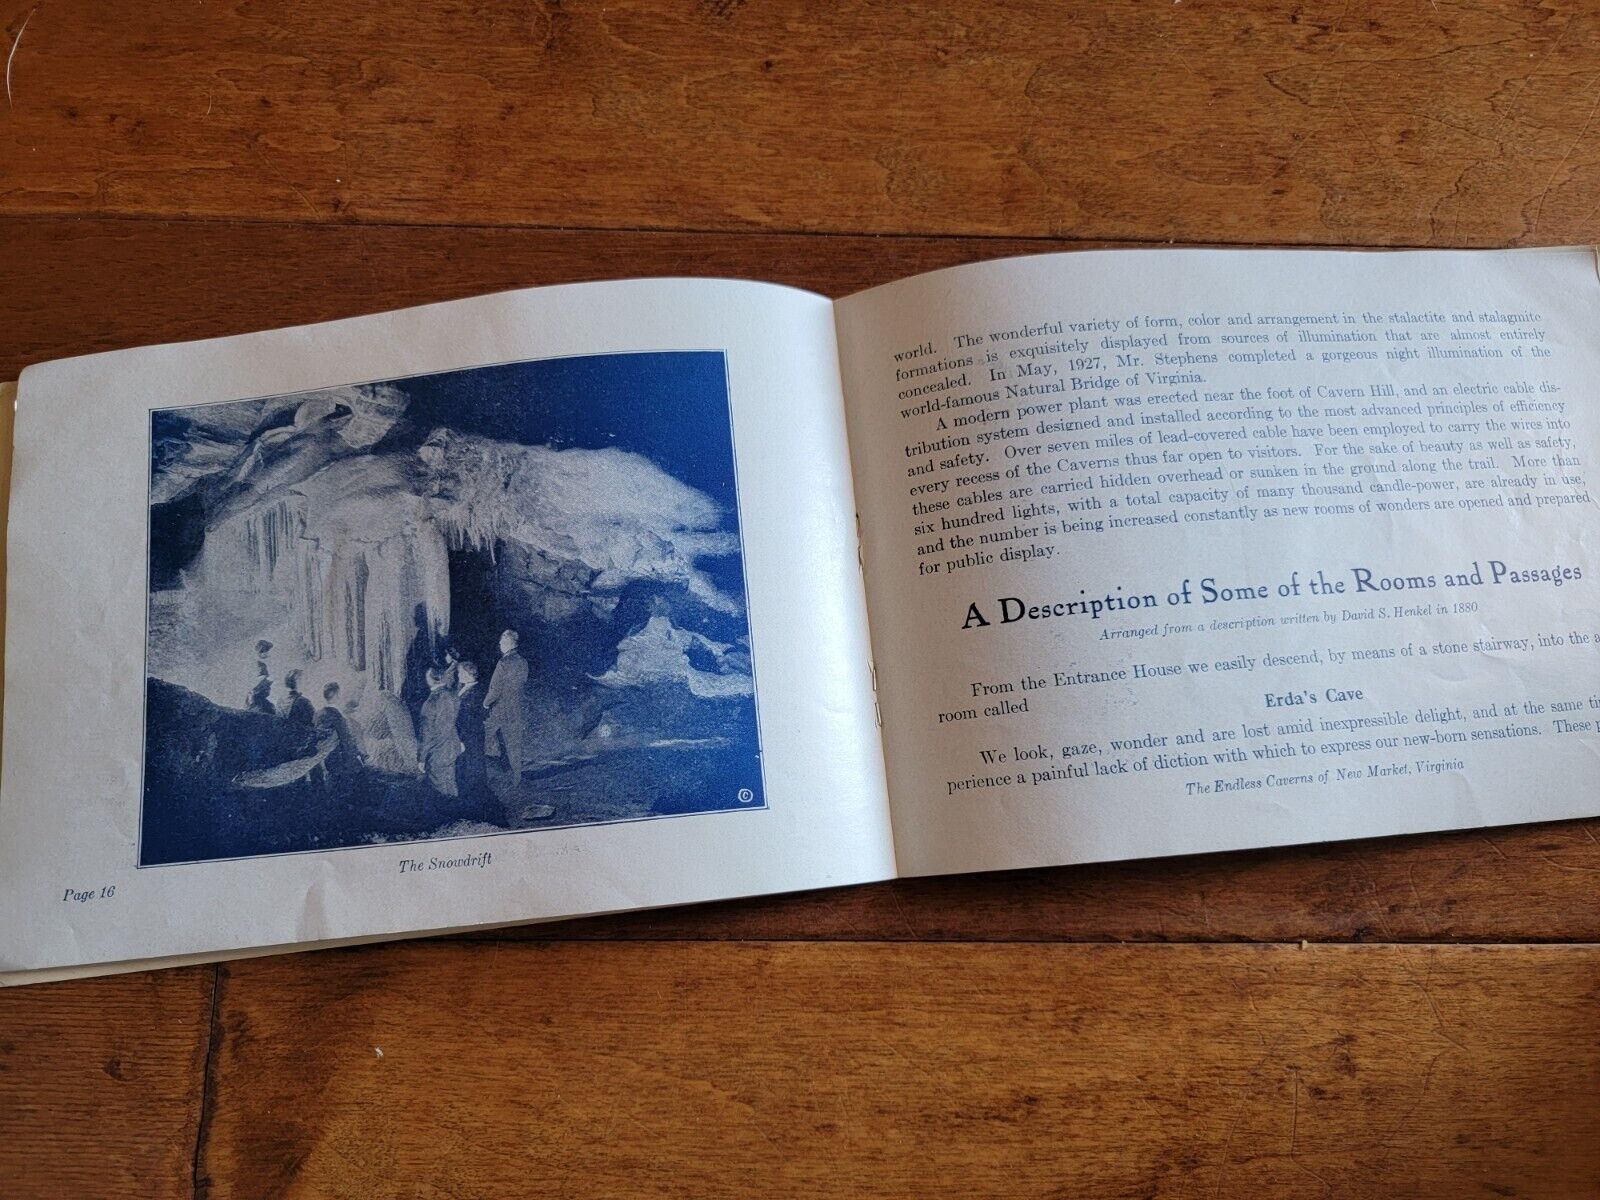 ©
The Snowdrift
Page 16
world. The wonderful variety of form, color and arrangement in the stalactite and stalagmite
formations is exquisitely displayed from sources of illumination that are almost entirely
concealed. In May, 1927, Mr. Stephens completed a gorgeous night illumination of the
world-famous Natural Bridge of Virginia.
A modern power plant was erected near the foot of Cavern Hill, and an electric cable dis-
tribution system designed and installed according to the most advanced principles of efficiency
and safety. Over seven miles of lead-covered cable have been employed to carry the wires into
every recess of the Caverns thus far open to visitors. For the sake of beauty as well as safety,
these cables are carried hidden overhead or sunken in the ground along the trail. More than
six hundred lights, with a total capacity of many thousand candle-power, are already in use,
and the number is being increased constantly as new rooms of wonders are opened and prepared
for public display.
A Description of Some of the Rooms and Passages
Arranged from a description written by David S. Henkel in 1880
From the Entrance House we easily descend, by means of a stone stairway, into the
room called
Erda's Cave
We look, gaze, wonder and are lost amid inexpressible delight, and at the same
perience a painful lack of diction with which to express our new-born sensations. These
The Endless Caverns of New Market, Virginia